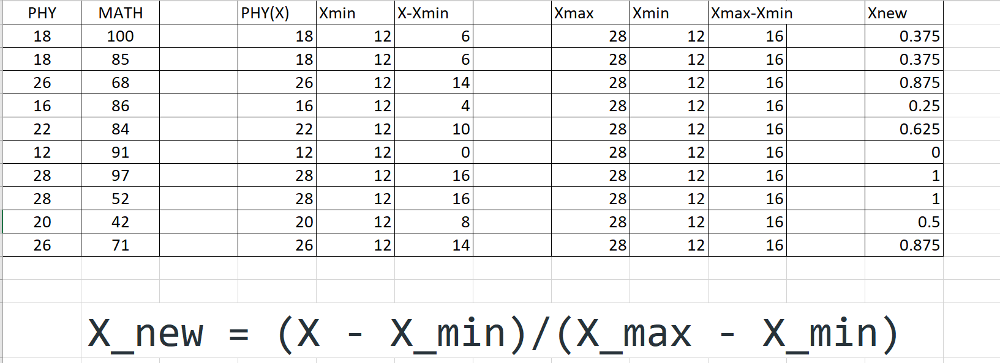 PHY MATH PHY(X) Xmin X-Xmin Xmax Xmin Xmax-Xmin Xnew
18 100 18 12 6 28 12 16 0.375
18 85 18 12 6 28 12 16 0.375
26 68 26 12 14 28 12 16 0.875
16 86 16 12 4 28 12 16 0.25
22 84 22 12 10 28 12 16 0.625
12 91 12 12 0 28 12 16 0
28 97 28 12 16 28 12 16 1
28 52 28 12 16 28 12 16 1
20 42 20 12 8 28 12 16 0.5
26 71 26 12 14 28 12 16 0.875
X_new = (X - X_min)/(X_max - X_min)